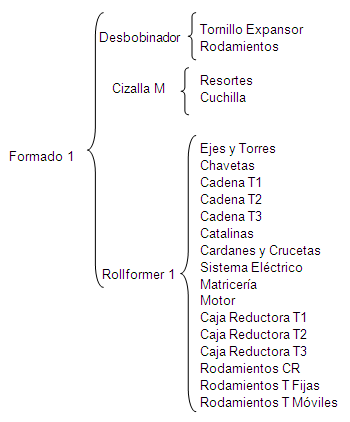 Formado 1
Desbobinador
Tornillo Expansor
Rodamientos
Cizalla M
Resortes
Cuchilla
Rollformer 1
Ejes y Torres
Chavetas
Cadena T1
Cadena T2
Cadena T3
Catalinas
Cardanes y Crucetas
Sistema Eléctrico
Matricería
Motor
Caja Reductora T1
Caja Reductora T2
Caja Reductora T3
Rodamientos CR
Rodamientos T Fijas
Rodamientos T Móviles